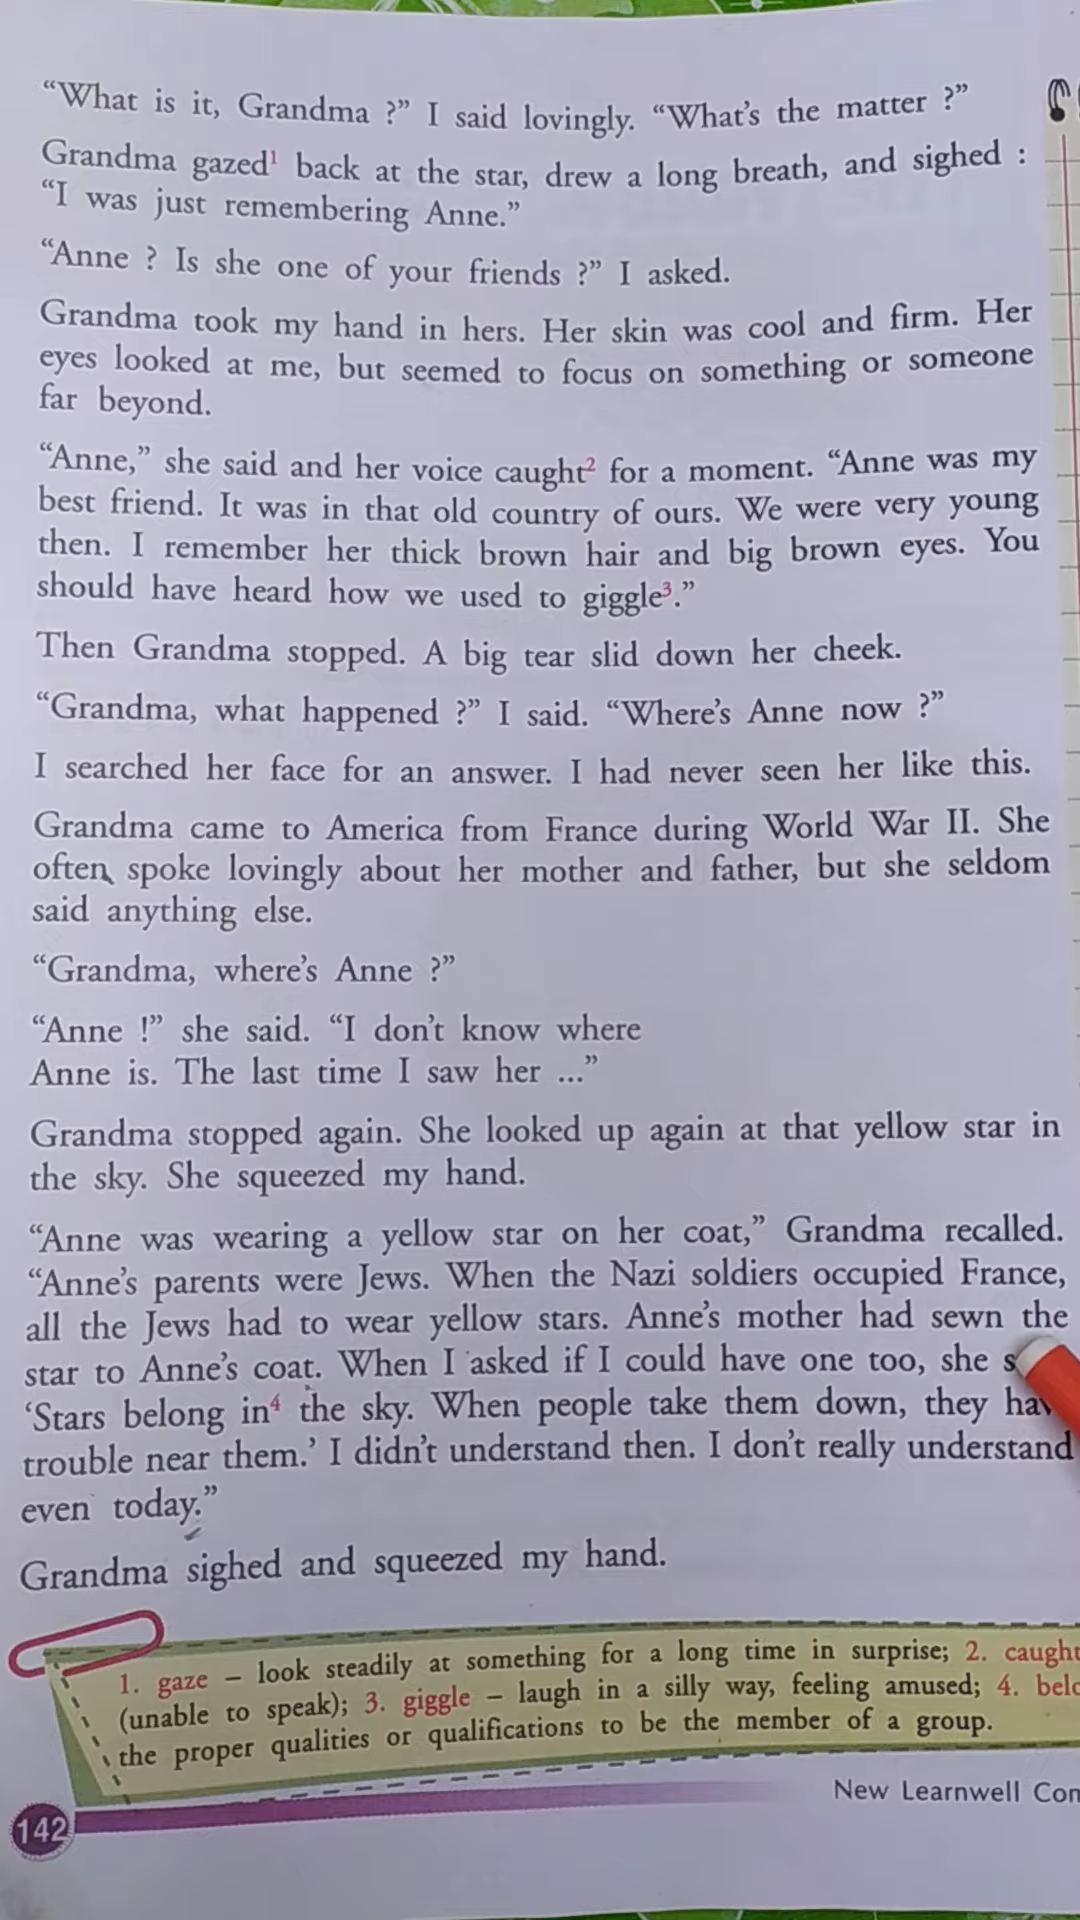 “What is it, Grandma ?” I said lovingly. “What’s the matter ?”
Grandma gazed¹ back at the star, drew a long breath, and sighed :
“I was just remembering Anne.”
“Anne ? Is she one of your friends ?” I asked.
Grandma took my hand in hers. Her skin was cool and firm. Her
eyes looked at me, but seemed to focus on something or someone
far beyond.
“Anne,” she said and her voice caught² for a moment. “Anne was my
best friend. It was in that old country of ours. We were very young
then. I remember her thick brown hair and big brown eyes. You
should have heard how we used to giggle³.”
Then Grandma stopped. A big tear slid down her cheek.
“Grandma, what happened ?” I said. “Where’s Anne now ?”
I searched her face for an answer. I had never seen her like this.
Grandma came to America from France during World War II. She
often spoke lovingly about her mother and father, but she seldom
said anything else.
“Grandma, where’s Anne ?”
“Anne !” she said. “I don’t know where
Anne is. The last time I saw her ...”
Grandma stopped again. She looked up again at that yellow star in
the sky. She squeezed my hand.
“Anne was wearing a yellow star on her coat,” Grandma recalled.
“Anne’s parents were Jews. When the Nazi soldiers occupied France,
all the Jews had to wear yellow stars. Anne’s mother had sewn the
star to Anne’s coat. When I asked if I could have one too, she
‘Stars belong in⁴ the sky. When people take them down, they
trouble near them.’ I didn’t understand then. I don’t really understand
even today.”
Grandma sighed and squeezed my hand.
1. gaze – look steadily at something for a long time in surprise; 2. caught
(unable to speak); 3. giggle – laugh in a silly way, feeling amused; 4.
the proper qualities or qualifications to be the member of a group.
New Learnwell
142